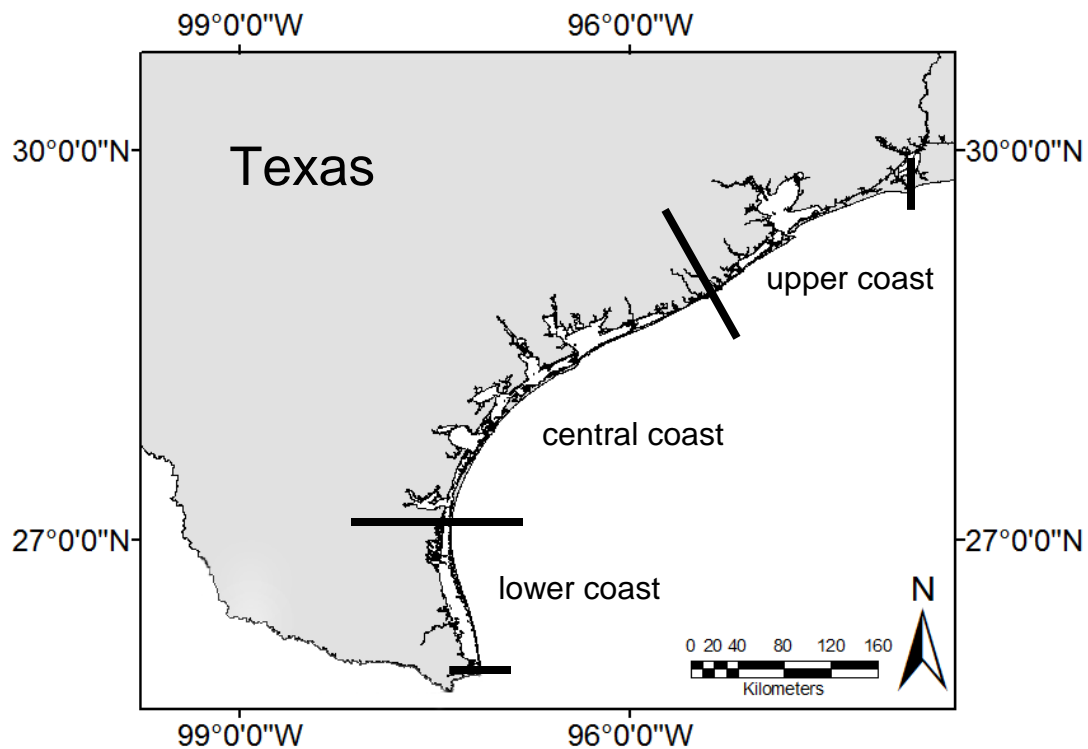 99°0'0"W 96°0'0"W
30°0'0"N 30°0'0"N
Texas
upper coast
central coast
27°0'0"N 27°0'0"N
lower coast
N
0 20 40 80 120 160
Kilometers
99°0'0"W 96°0'0"W